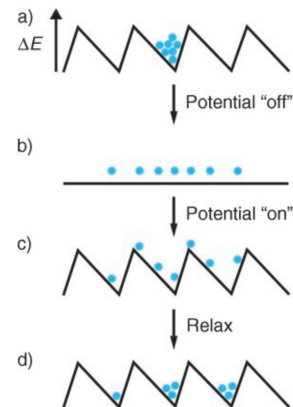 a)
ΔE
Potential “off”
b)
Potential “on”
c)
Relax
d)